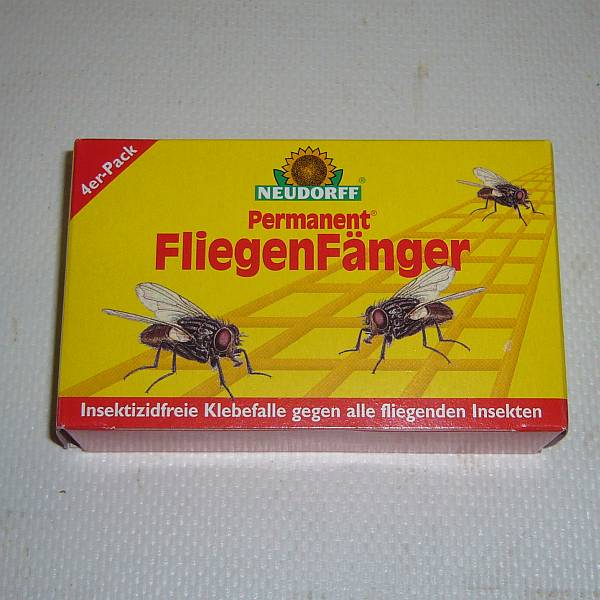 4er-Pack
NEUDORFF®
Permanent®
FliegenFänger
Insektizidfreie Klebefalle gegen alle fliegenden Insekten